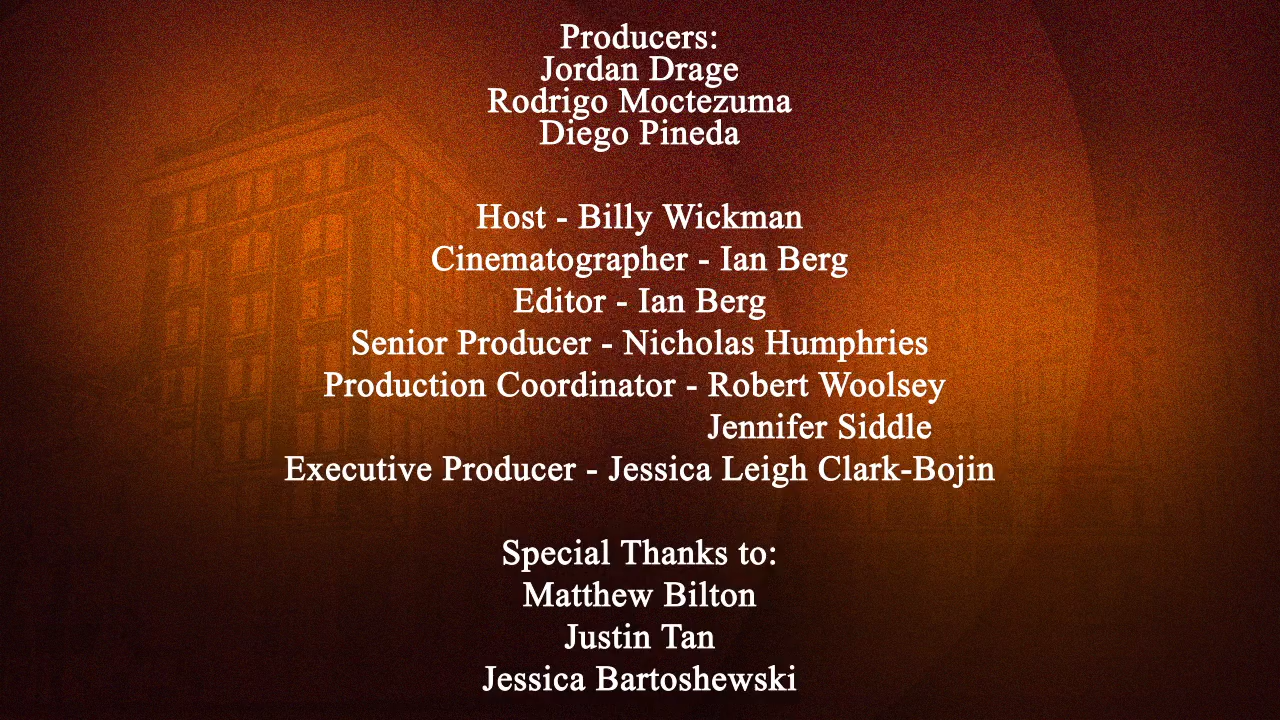 Producers:
Jordan Drage
Rodrigo Moctezuma
Diego Pineda
Host - Billy Wickman
Cinematographer - Ian Berg
Editor - Ian Berg
Senior Producer - Nicholas Humphries
Production Coordinator - Robert Woolsey
Jennifer Siddle
Executive Producer - Jessica Leigh Clark-Bojin
Special Thanks to:
Matthew Bilton
Justin Tan
Jessica Bartoshewski